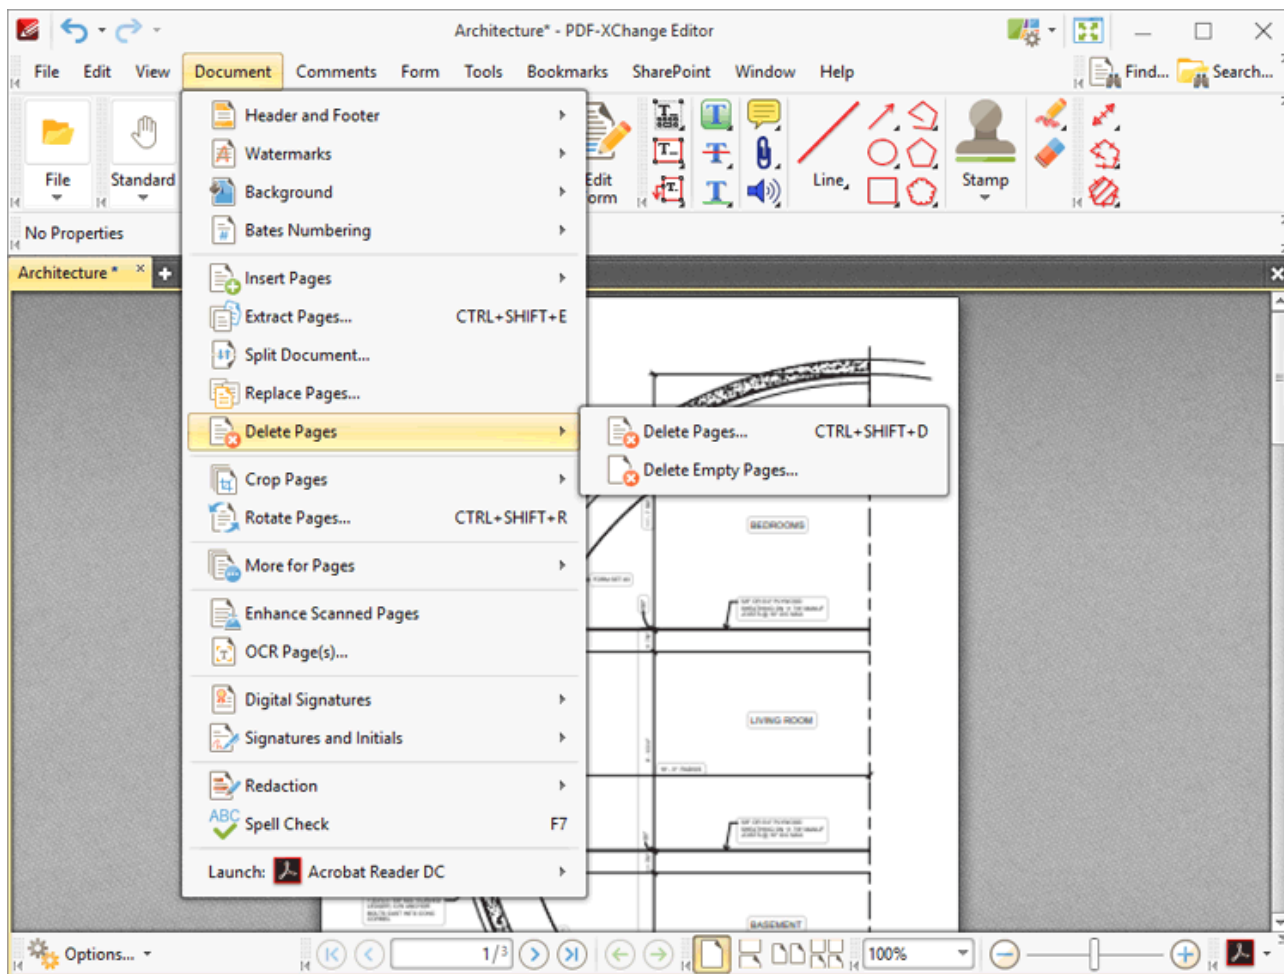 Architecture* - PDF-XChange Editor
File Edit View Document Comments Form Tools Bookmarks SharePoint Window Help Find... Search...
File Standard Edit Form Line Stamp
No Properties
Architecture *
Header and Footer
Watermarks
Background
Bates Numbering
Insert Pages
Extract Pages... CTRL+SHIFT+E
Split Document...
Replace Pages...
Delete Pages
Delete Pages... CTRL+SHIFT+D
Delete Empty Pages...
Crop Pages
Rotate Pages... CTRL+SHIFT+R
More for Pages
Enhance Scanned Pages
OCR Page(s)...
Digital Signatures
Signatures and Initials
Redaction
ABC
Spell Check F7
Launch: Acrobat Reader DC
BEDROOMS
LIVING ROOM
BASEMENT
Options... 1/3 100%